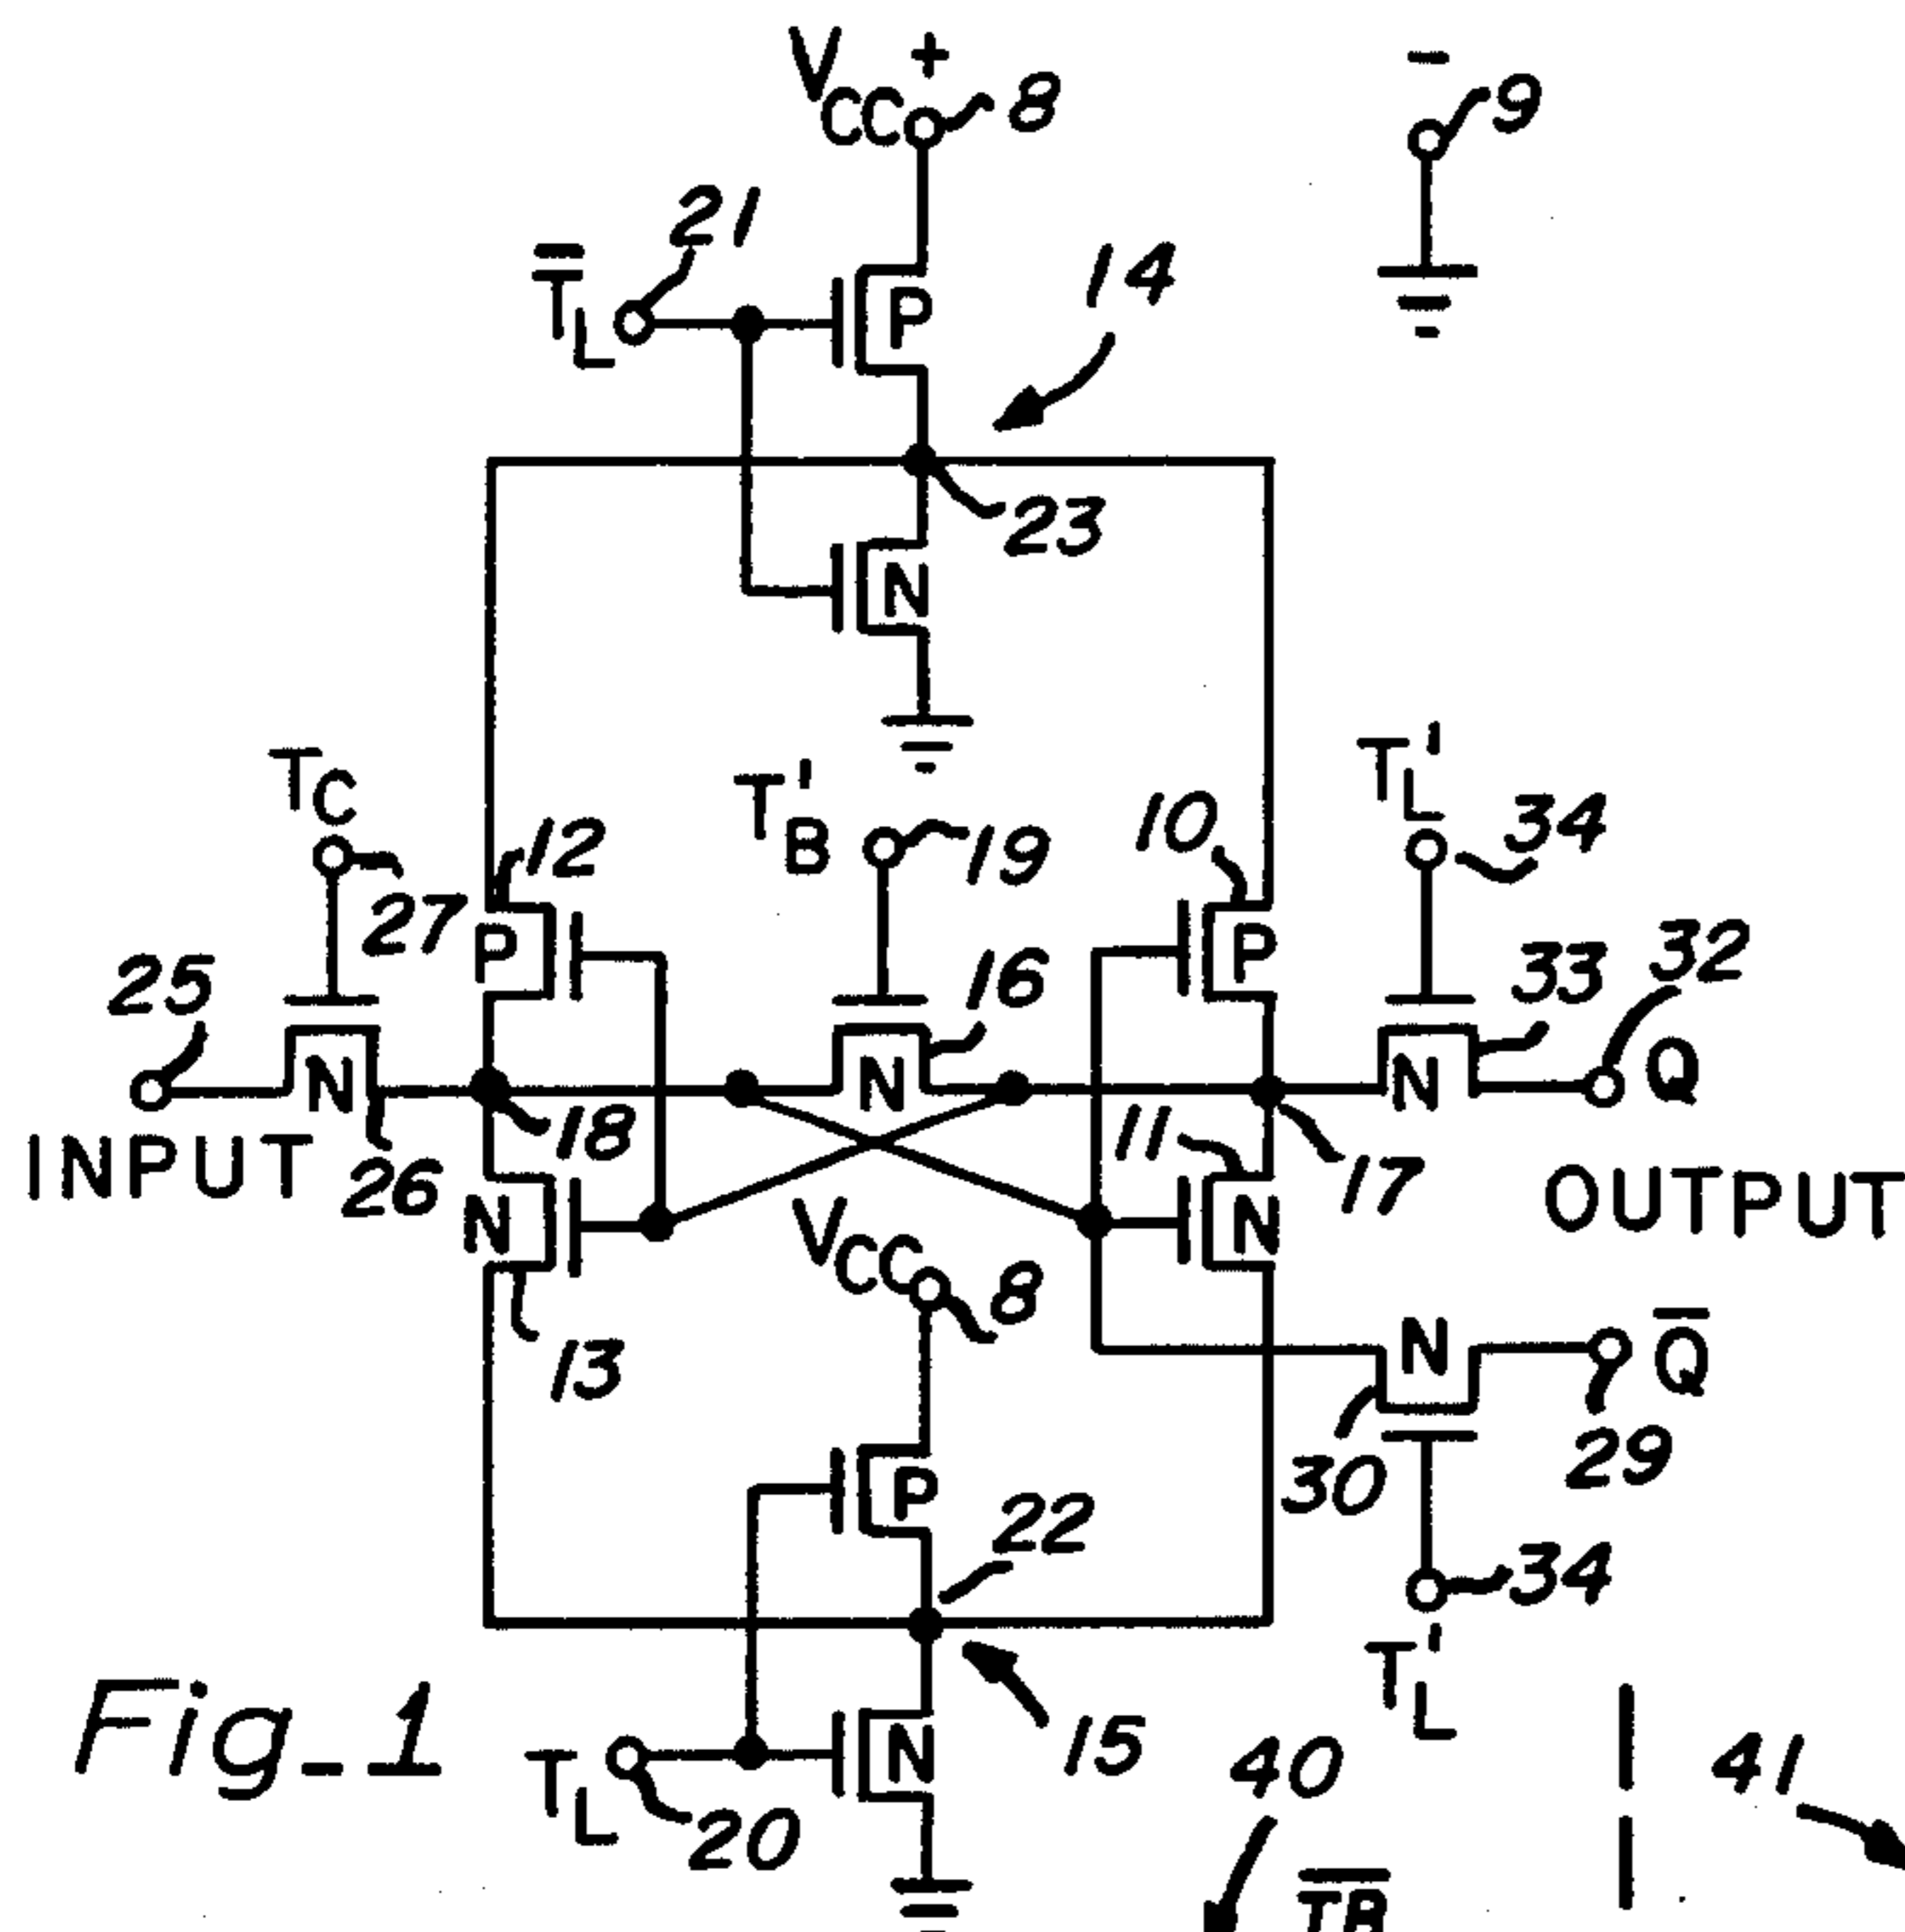 VCC + 8
− 9
21
T̿L
P
14
23
N
TC
T'B
19
10
T'L
34
12
27
P
16
P
33
32
25
N
N
N
Q
INPUT
26
18
11
17
OUTPUT
N
N
VCC
8
13
N
Q̅
30
29
P
22
34
T'L
Fig_1
TL
20
N
15
40
41
T̅B̅